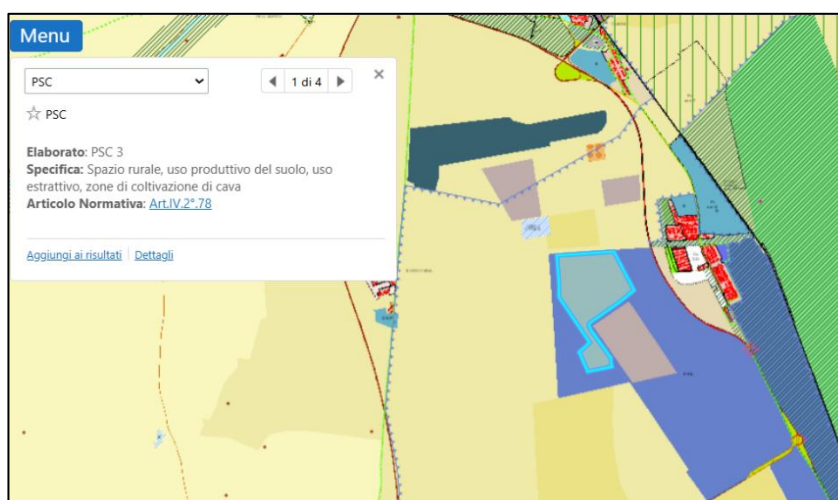 Menu
PSC
1 di 4
PSC
Elaborato: PSC 3
Specifica: Spazio rurale, uso produttivo del suolo, uso
estrattivo, zone di coltivazione di cava
Articolo Normativa: Art.IV.2°.78
Aggiungi ai risultati
Dettagli